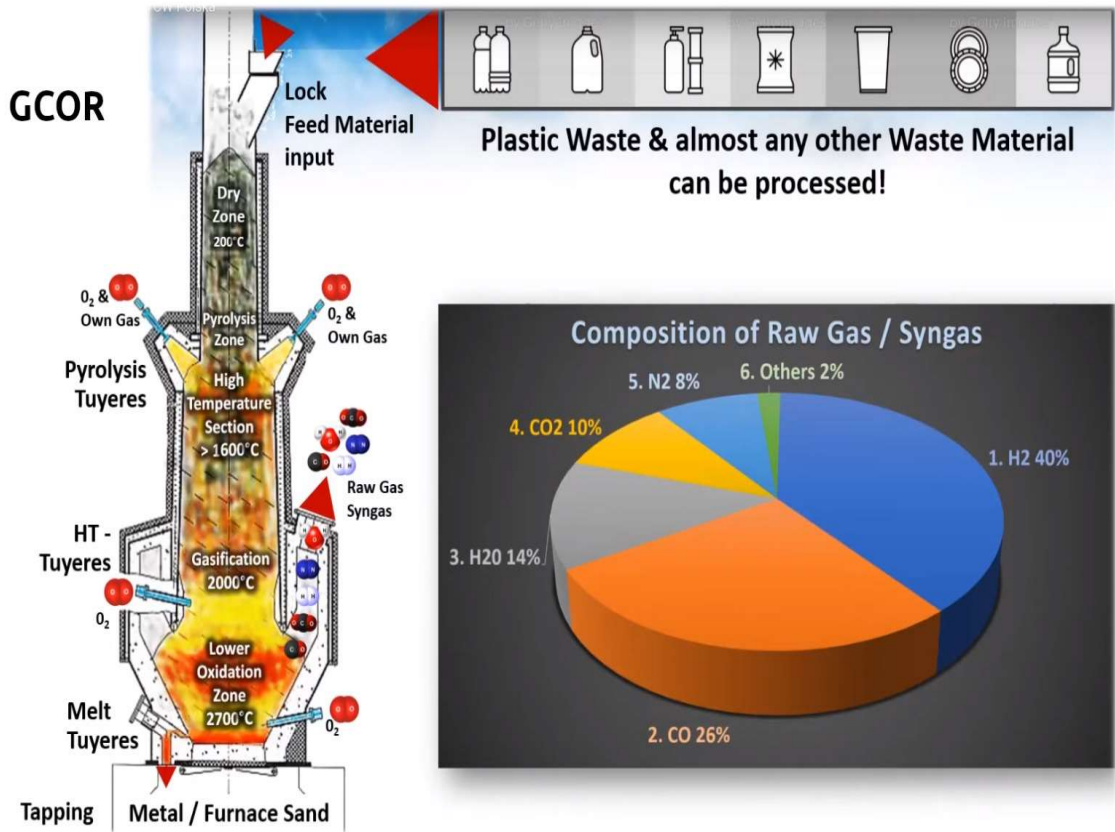 GCOR
Lock
Feed Material
input
Plastic Waste & almost any other Waste Material
can be processed!
Dry
Zone
200°C
O2 &
Own Gas
O2 &
Own Gas
Pyrolysis
Zone
Pyrolysis
Tuyeres
High
Temperature
Section
> 1600°C
Raw Gas
Syngas
HT -
Tuyeres
Gasification
2000°C
O2
Lower
Oxidation
Zone
2700°C
Melt
Tuyeres
O2
Tapping
Metal / Furnace Sand
Composition of Raw Gas / Syngas
6. Others 2%
5. N2 8%
4. CO2 10%
1. H2 40%
3. H20 14%
2. CO 26%